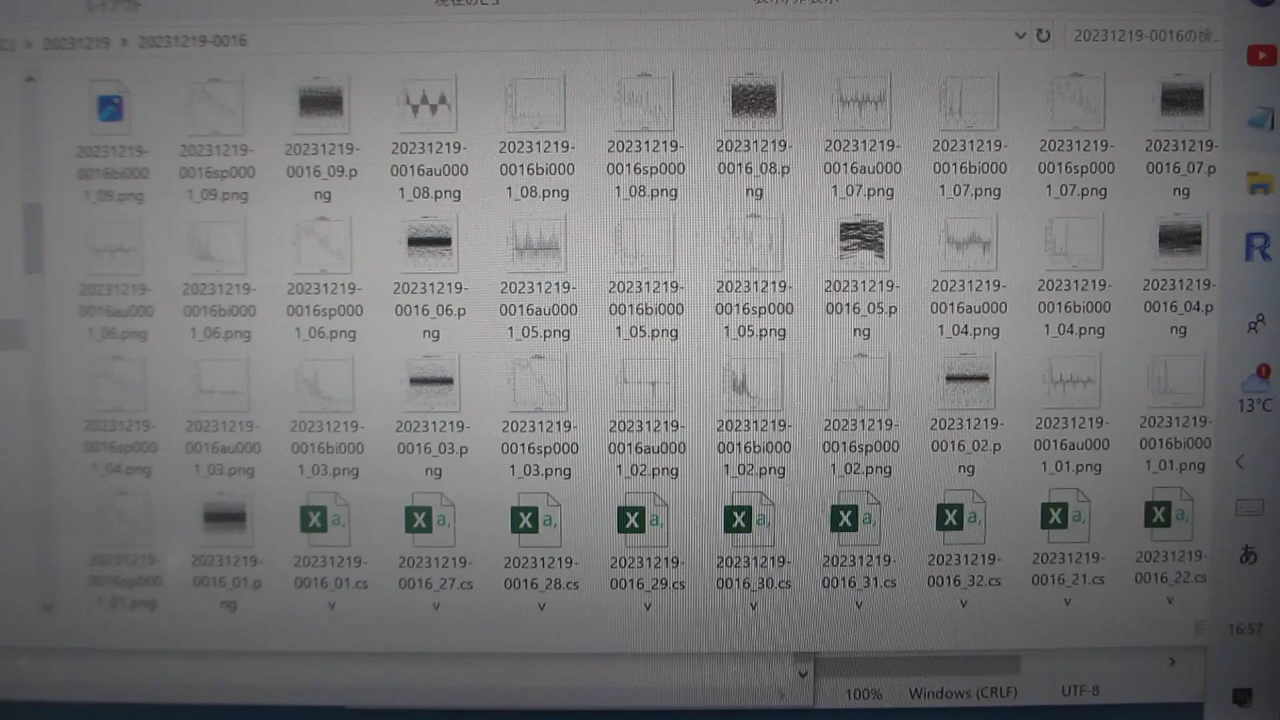 20231219 › 20231219-0016
20231219-0016の検...
20231219-
0016bi000
1_09.png
20231219-
0016sp000
1_09.png
20231219-
0016_09.p
ng
20231219-
0016au000
1_08.png
20231219-
0016bi000
1_08.png
20231219-
0016sp000
1_08.png
20231219-
0016_08.p
ng
20231219-
0016au000
1_07.png
20231219-
0016bi000
1_07.png
20231219-
0016sp000
1_07.png
20231219-
0016_07.p
ng
20231219-
0016au000
1_06.png
20231219-
0016bi000
1_06.png
20231219-
0016sp000
1_06.png
20231219-
0016_06.p
ng
20231219-
0016au000
1_05.png
20231219-
0016bi000
1_05.png
20231219-
0016sp000
1_05.png
20231219-
0016_05.p
ng
20231219-
0016au000
1_04.png
20231219-
0016bi000
1_04.png
20231219-
0016_04.p
ng
20231219-
0016sp000
1_04.png
20231219-
0016au000
1_03.png
20231219-
0016bi000
1_03.png
20231219-
0016_03.p
ng
20231219-
0016sp000
1_03.png
20231219-
0016au000
1_02.png
20231219-
0016bi000
1_02.png
20231219-
0016sp000
1_02.png
20231219-
0016_02.p
ng
20231219-
0016au000
1_01.png
20231219-
0016bi000
1_01.png
20231219-
0016sp000
1_01.png
20231219-
0016_01.p
ng
20231219-
0016_01.cs
v
20231219-
0016_27.cs
v
20231219-
0016_28.cs
v
20231219-
0016_29.cs
v
20231219-
0016_30.cs
v
20231219-
0016_31.cs
v
20231219-
0016_32.cs
v
20231219-
0016_21.cs
v
20231219-
0016_22.cs
v
R
1
13°C
あ
16:57
100%
Windows (CRLF)
UTF-8